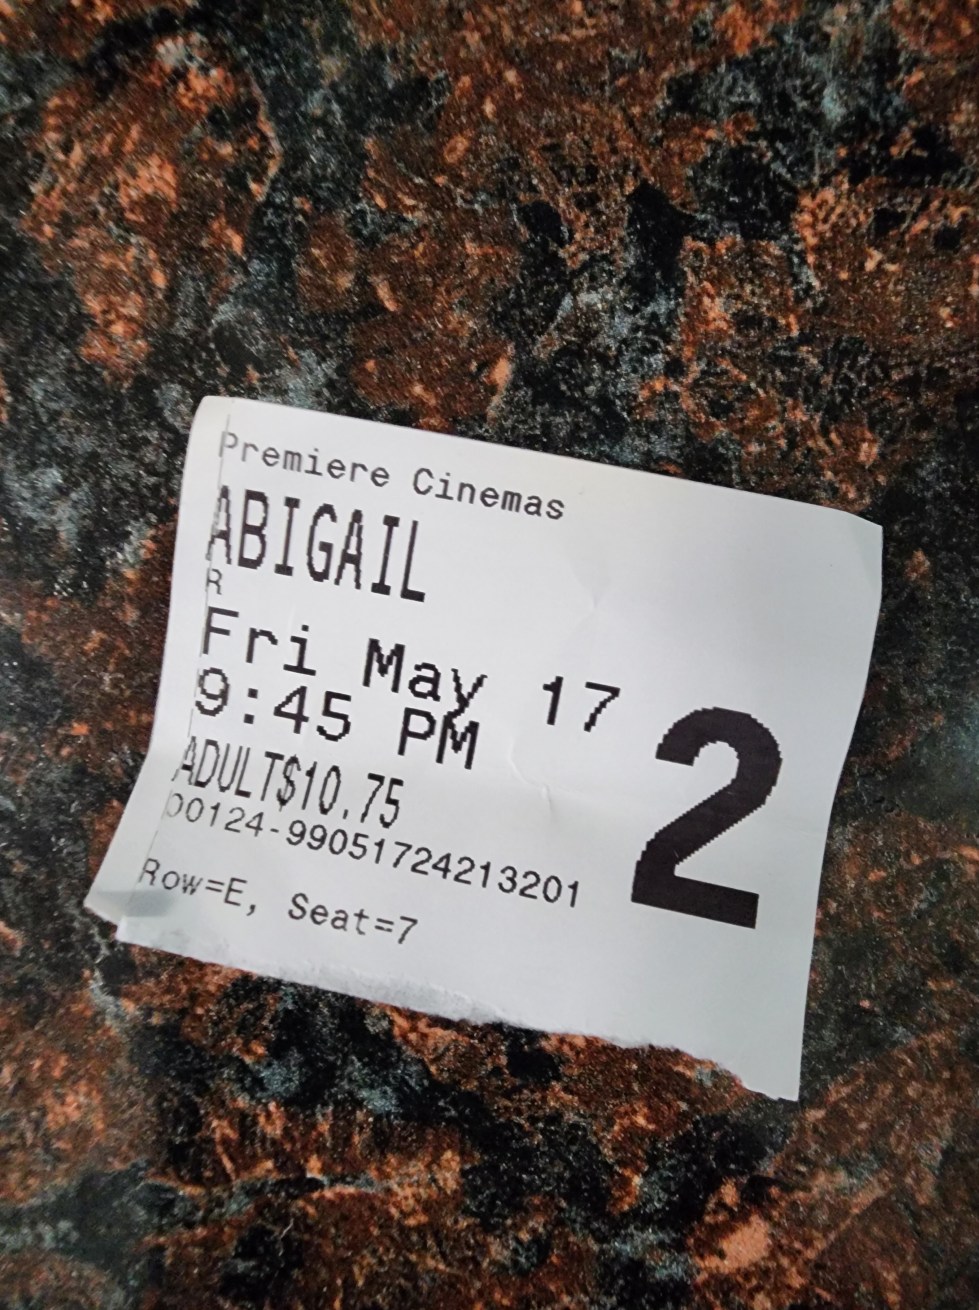 Premiere Cinemas
ABIGAIL
R
Fri May 17
9:45 PM
2
ADULT$10.75
00124-99051724213201
Row=E, Seat=7